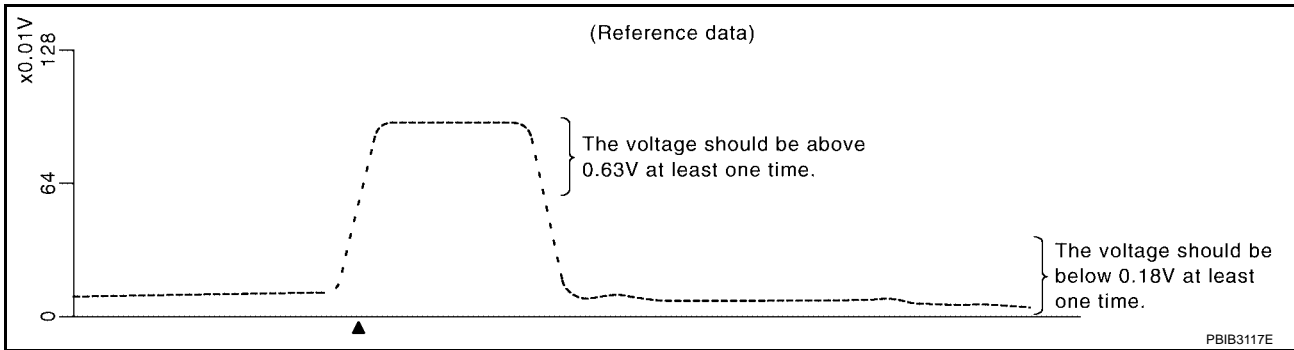 (Reference data)
x0.01V
128
64
0
The voltage should be above
0.63V at least one time.
The voltage should be
below 0.18V at least
one time.
PBIB3117E